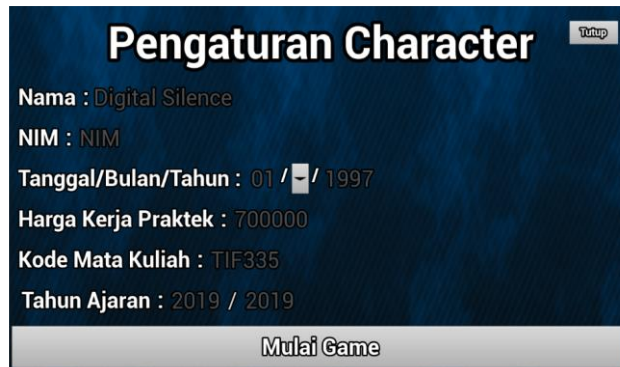 Pengaturan Character
Tutup
Nama : Digital Silence
NIM : NIM
Tanggal/Bulan/Tahun : 01 / / 1997
Harga Kerja Praktek : 700000
Kode Mata Kuliah : TIF335
Tahun Ajaran : 2019 / 2019
Mulai Game